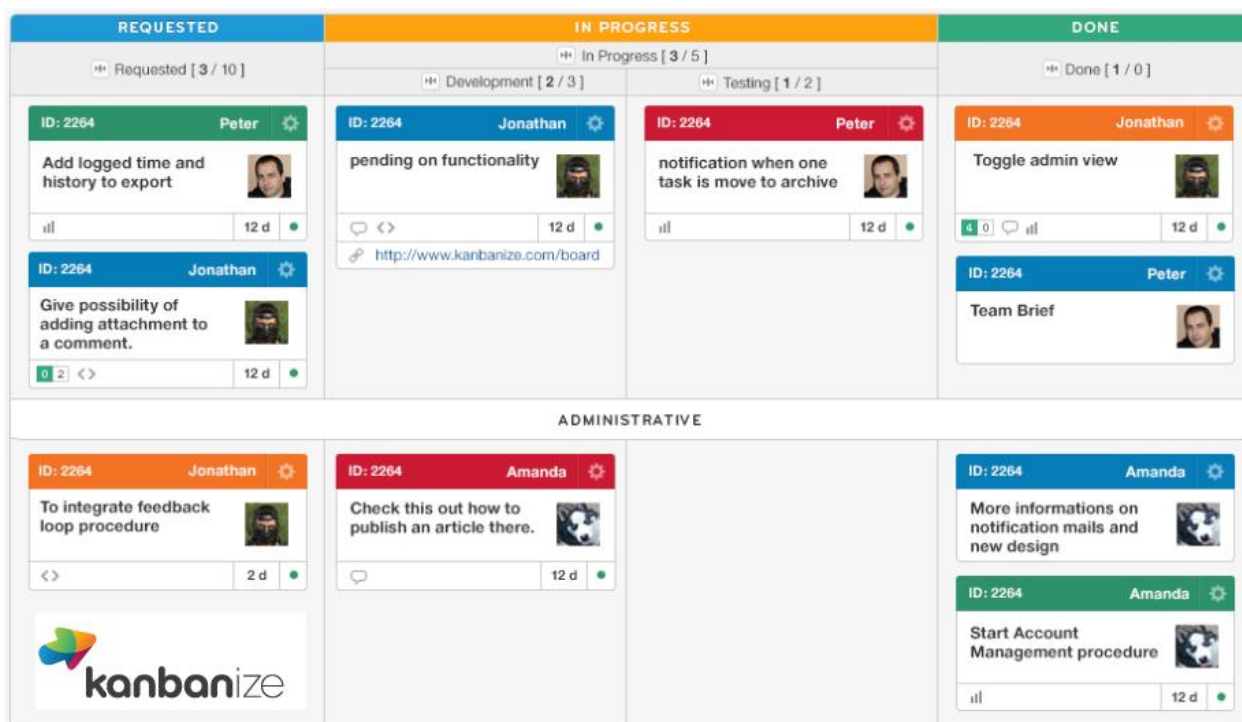 REQUESTED
IN PROGRESS
DONE
Requested [ 3 / 10 ]
In Progress [ 3 / 5 ]
Development [ 2 / 3 ]
Testing [ 1 / 2 ]
Done [ 1 / 0 ]
ID: 2264 Peter
Add logged time and
history to export
12 d
ID: 2264 Jonathan
Give possibility of
adding attachment to
a comment.
0 2
12 d
ID: 2264 Jonathan
pending on functionality
12 d
http://www.kanbanize.com/board
ID: 2264 Peter
notification when one
task is move to archive
12 d
ID: 2264 Jonathan
Toggle admin view
4 0
12 d
ID: 2264 Peter
Team Brief
ADMINISTRATIVE
ID: 2264 Jonathan
To integrate feedback
loop procedure
2 d
kanbanize
ID: 2264 Amanda
Check this out how to
publish an article there.
12 d
ID: 2264 Amanda
More informations on
notification mails and
new design
ID: 2264 Amanda
Start Account
Management procedure
12 d